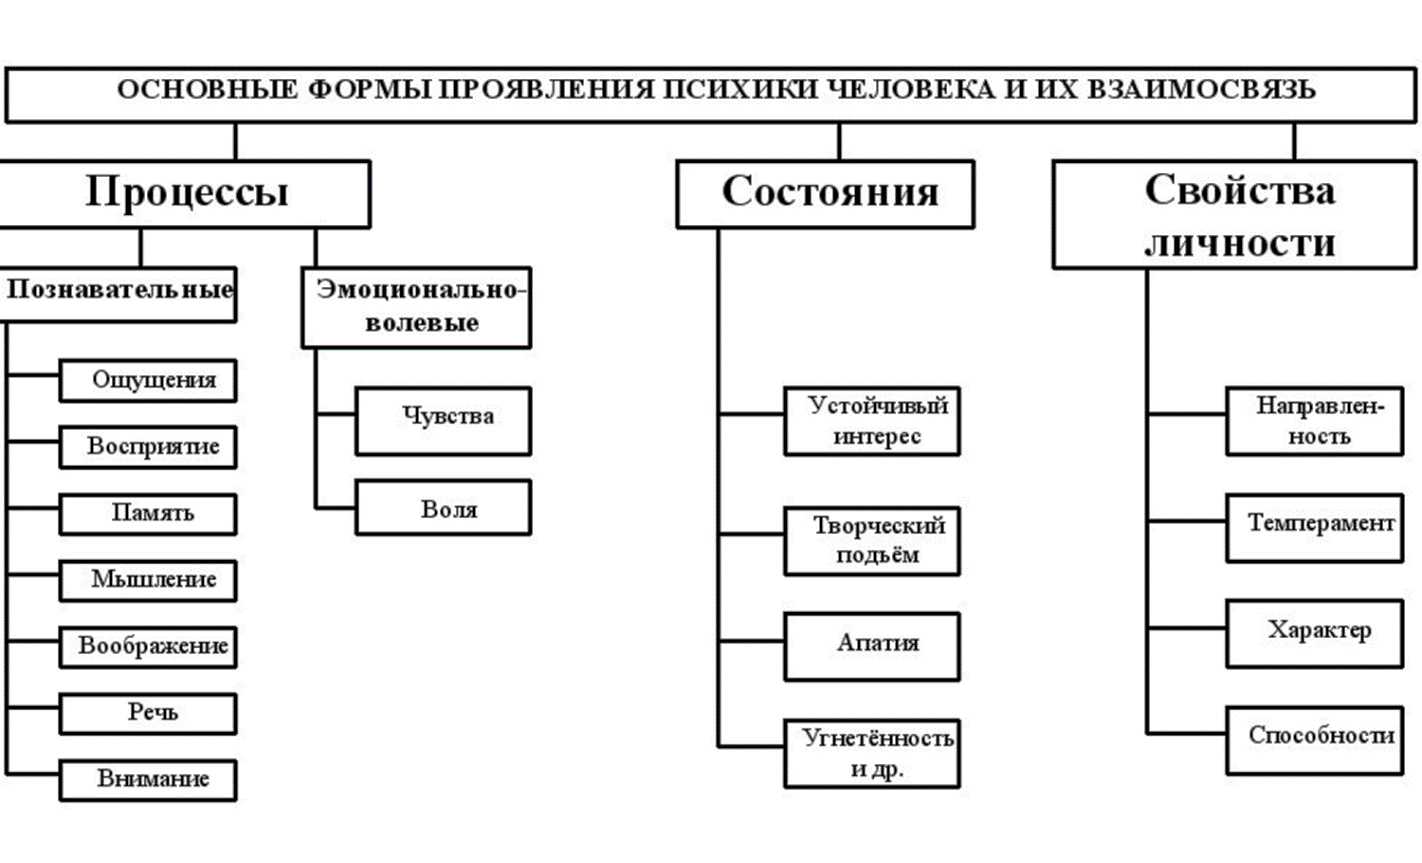 ОСНОВНЫЕ ФОРМЫ ПРОЯВЛЕНИЯ ПСИХИКИ ЧЕЛОВЕКА И ИХ ВЗАИМОСВЯЗЬ
Процессы
Познавательные
Ощущения
Восприятие
Память
Мышление
Воображение
Речь
Внимание
Эмоционально-
волевые
Чувства
Воля
Состояния
Устойчивый
интерес
Творческий
подьём
Апатия
Угнетённость
и др.
Свойства
личности
Направлен-
ность
Темперамент
Характер
Способности